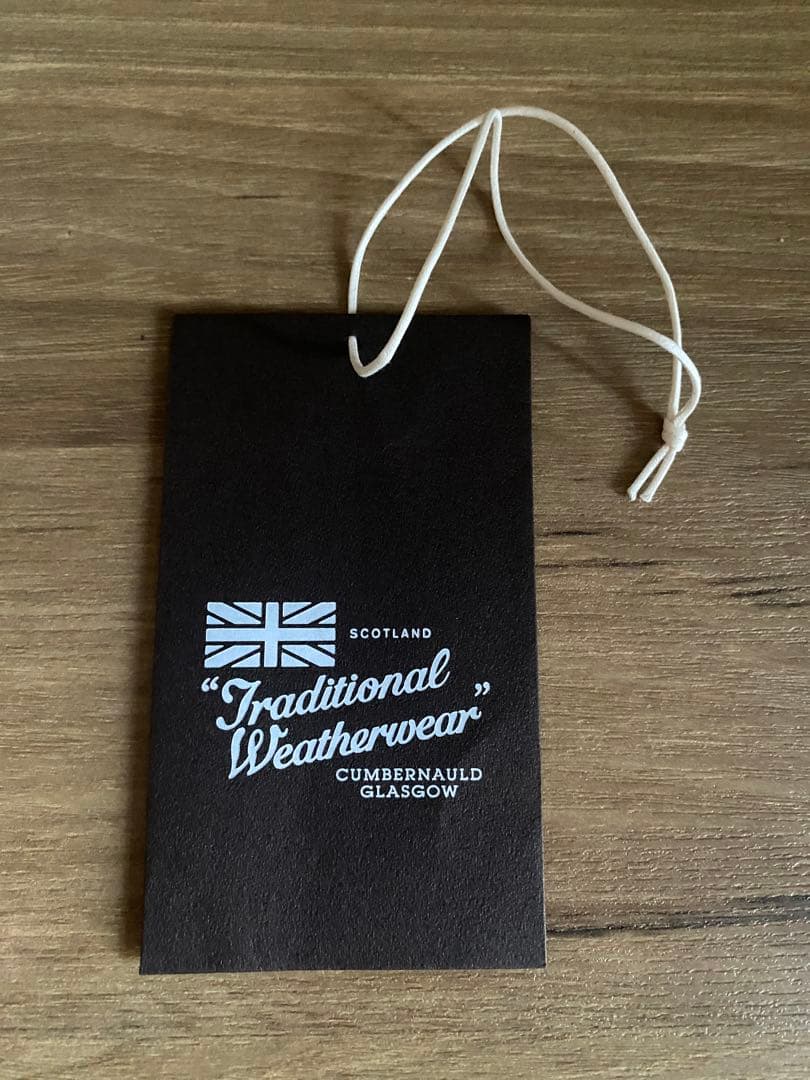 SCOTLAND
“Traditional
Weatherwear”
CUMBERNAULD
GLASGOW